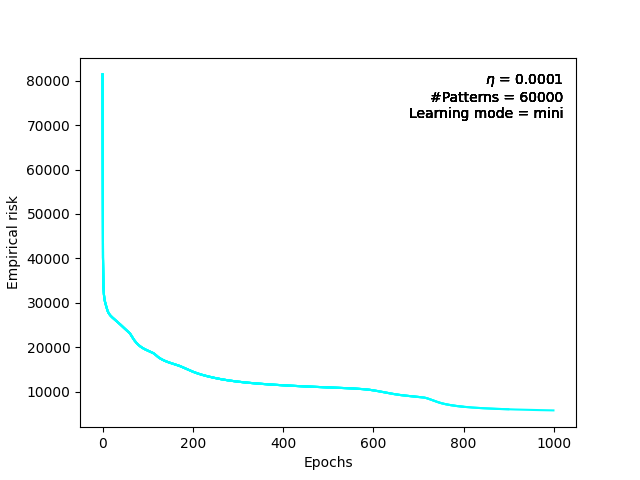 η = 0.0001
#Patterns = 60000
Learning mode = mini
80000
70000
60000
50000
40000
30000
20000
10000
Empirical risk
0 200 400 600 800 1000
Epochs